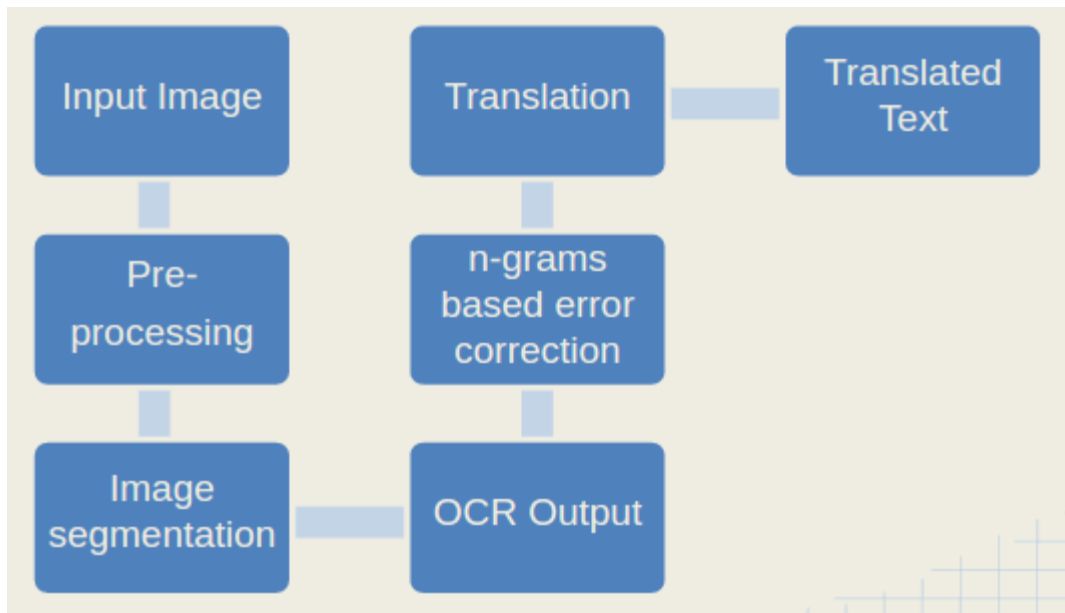 Input Image
Pre-
processing
Image
segmentation
OCR Output
n-grams
based error
correction
Translation
Translated
Text